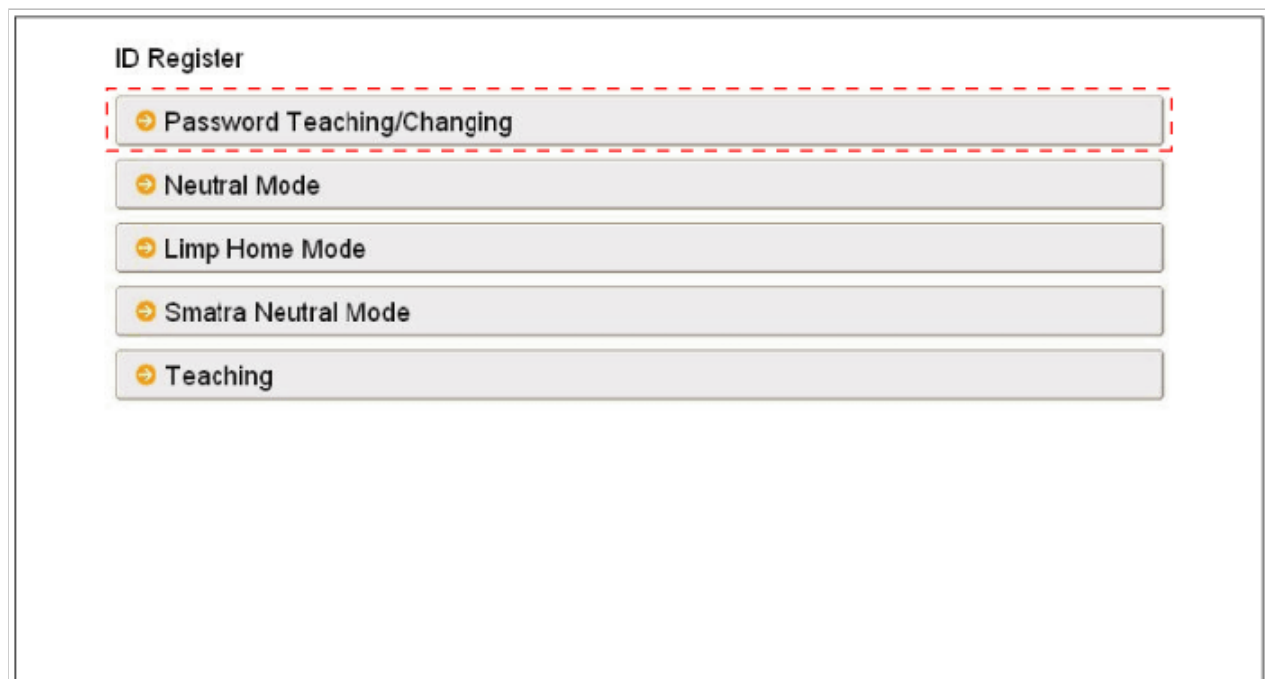 ID Register
Password Teaching/Changing
Neutral Mode
Limp Home Mode
Smatra Neutral Mode
Teaching